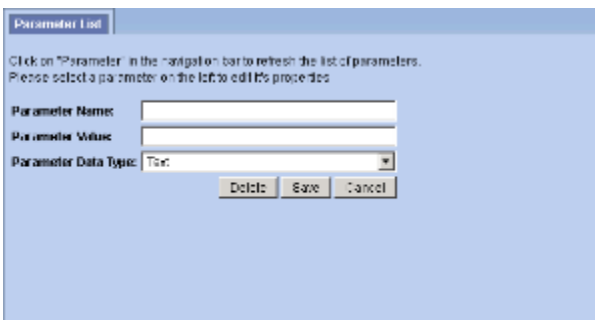 Parameter List
Click on "Parameter" in the navigation bar to refresh the list of parameters.
Please select a parameter on the left to edit it's properties
Parameter Name:
Parameter Value:
Parameter Data Type: Text
Delete Save Cancel